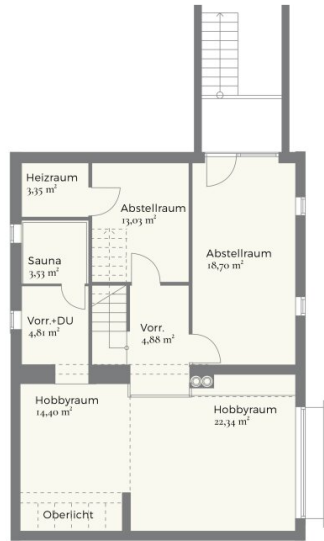 Heizraum
3,35 m²
Abstellraum
13,03 m²
Abstellraum
18,70 m²
Sauna
3,53 m²
Vorr.+DU
4,81 m²
Vorr.
4,88 m²
Hobbyraum
14,40 m²
Hobbyraum
22,34 m²
Oberlicht